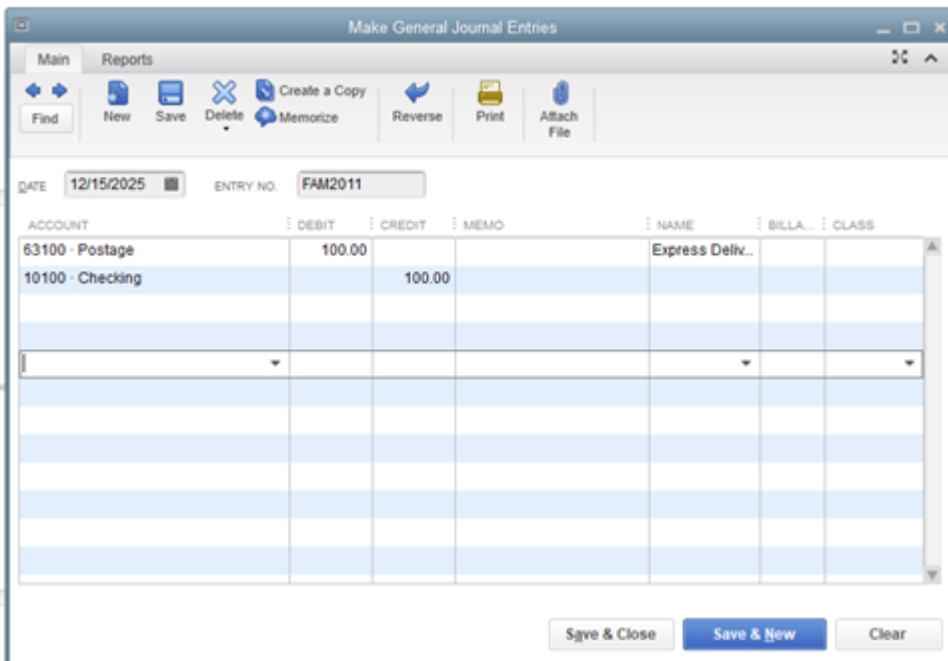 Make General Journal Entries
Main Reports
Find New Save Delete Create a Copy Memorize Reverse Print Attach File
DATE 12/15/2025 ENTRY NO. FAM2011
ACCOUNT DEBIT CREDIT MEMO NAME BILLA... CLASS
63100 · Postage 100.00 Express Deliv...
10100 · Checking 100.00
Save & Close Save & New Clear